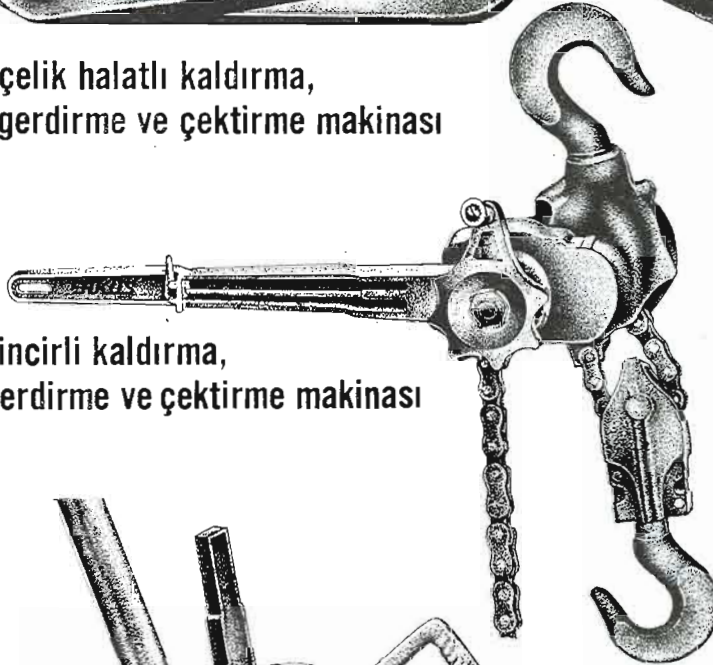 çelik halatlı kaldırma,
gerdirme ve çektirme makinası
incirli kaldırma,
erdirme ve çektirme makinası